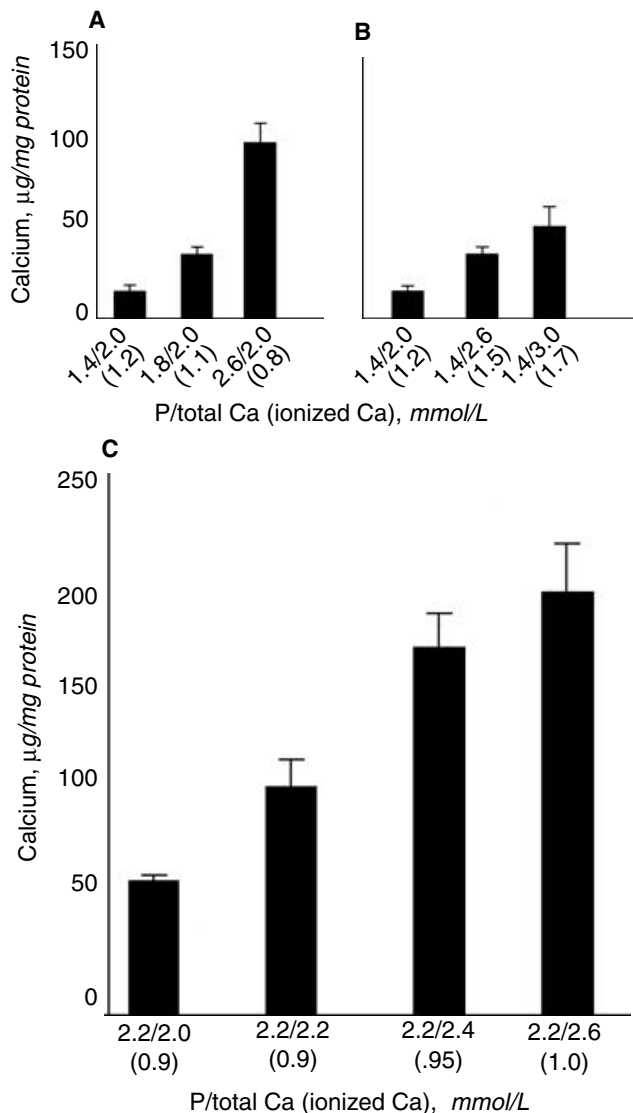 A
B
Calcium, μg/mg protein
150
100
50
0
1.4/2.0
(1.2)
1.8/2.0
(1.1)
2.6/2.0
(0.8)
1.4/2.0
(1.2)
1.4/2.6
(1.5)
1.4/3.0
(1.7)
P/total Ca (ionized Ca), mmol/L
C
Calcium, μg/mg protein
250
200
150
100
50
0
2.2/2.0 2.2/2.2 2.2/2.4 2.2/2.6
(0.9) (0.9) (.95) (1.0)
P/total Ca (ionized Ca), mmol/L